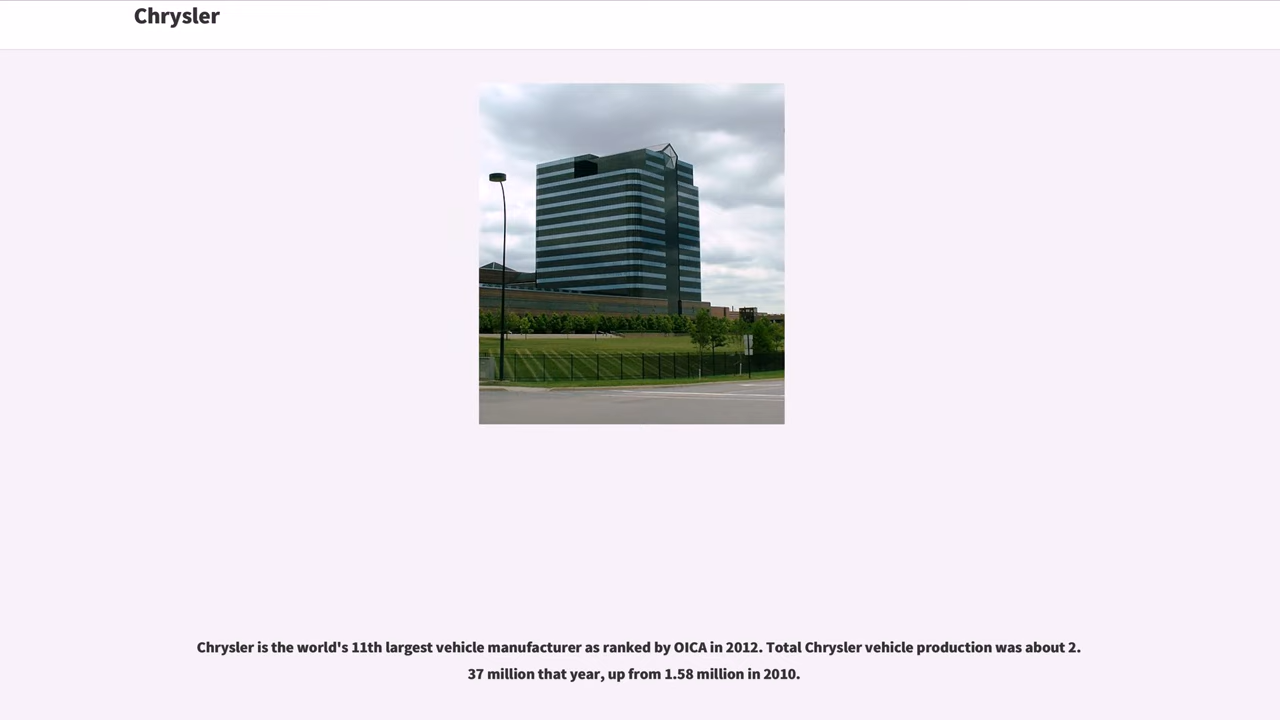 Chrysler
Chrysler is the world's 11th largest vehicle manufacturer as ranked by OICA in 2012. Total Chrysler vehicle production was about 2.
37 million that year, up from 1.58 million in 2010.